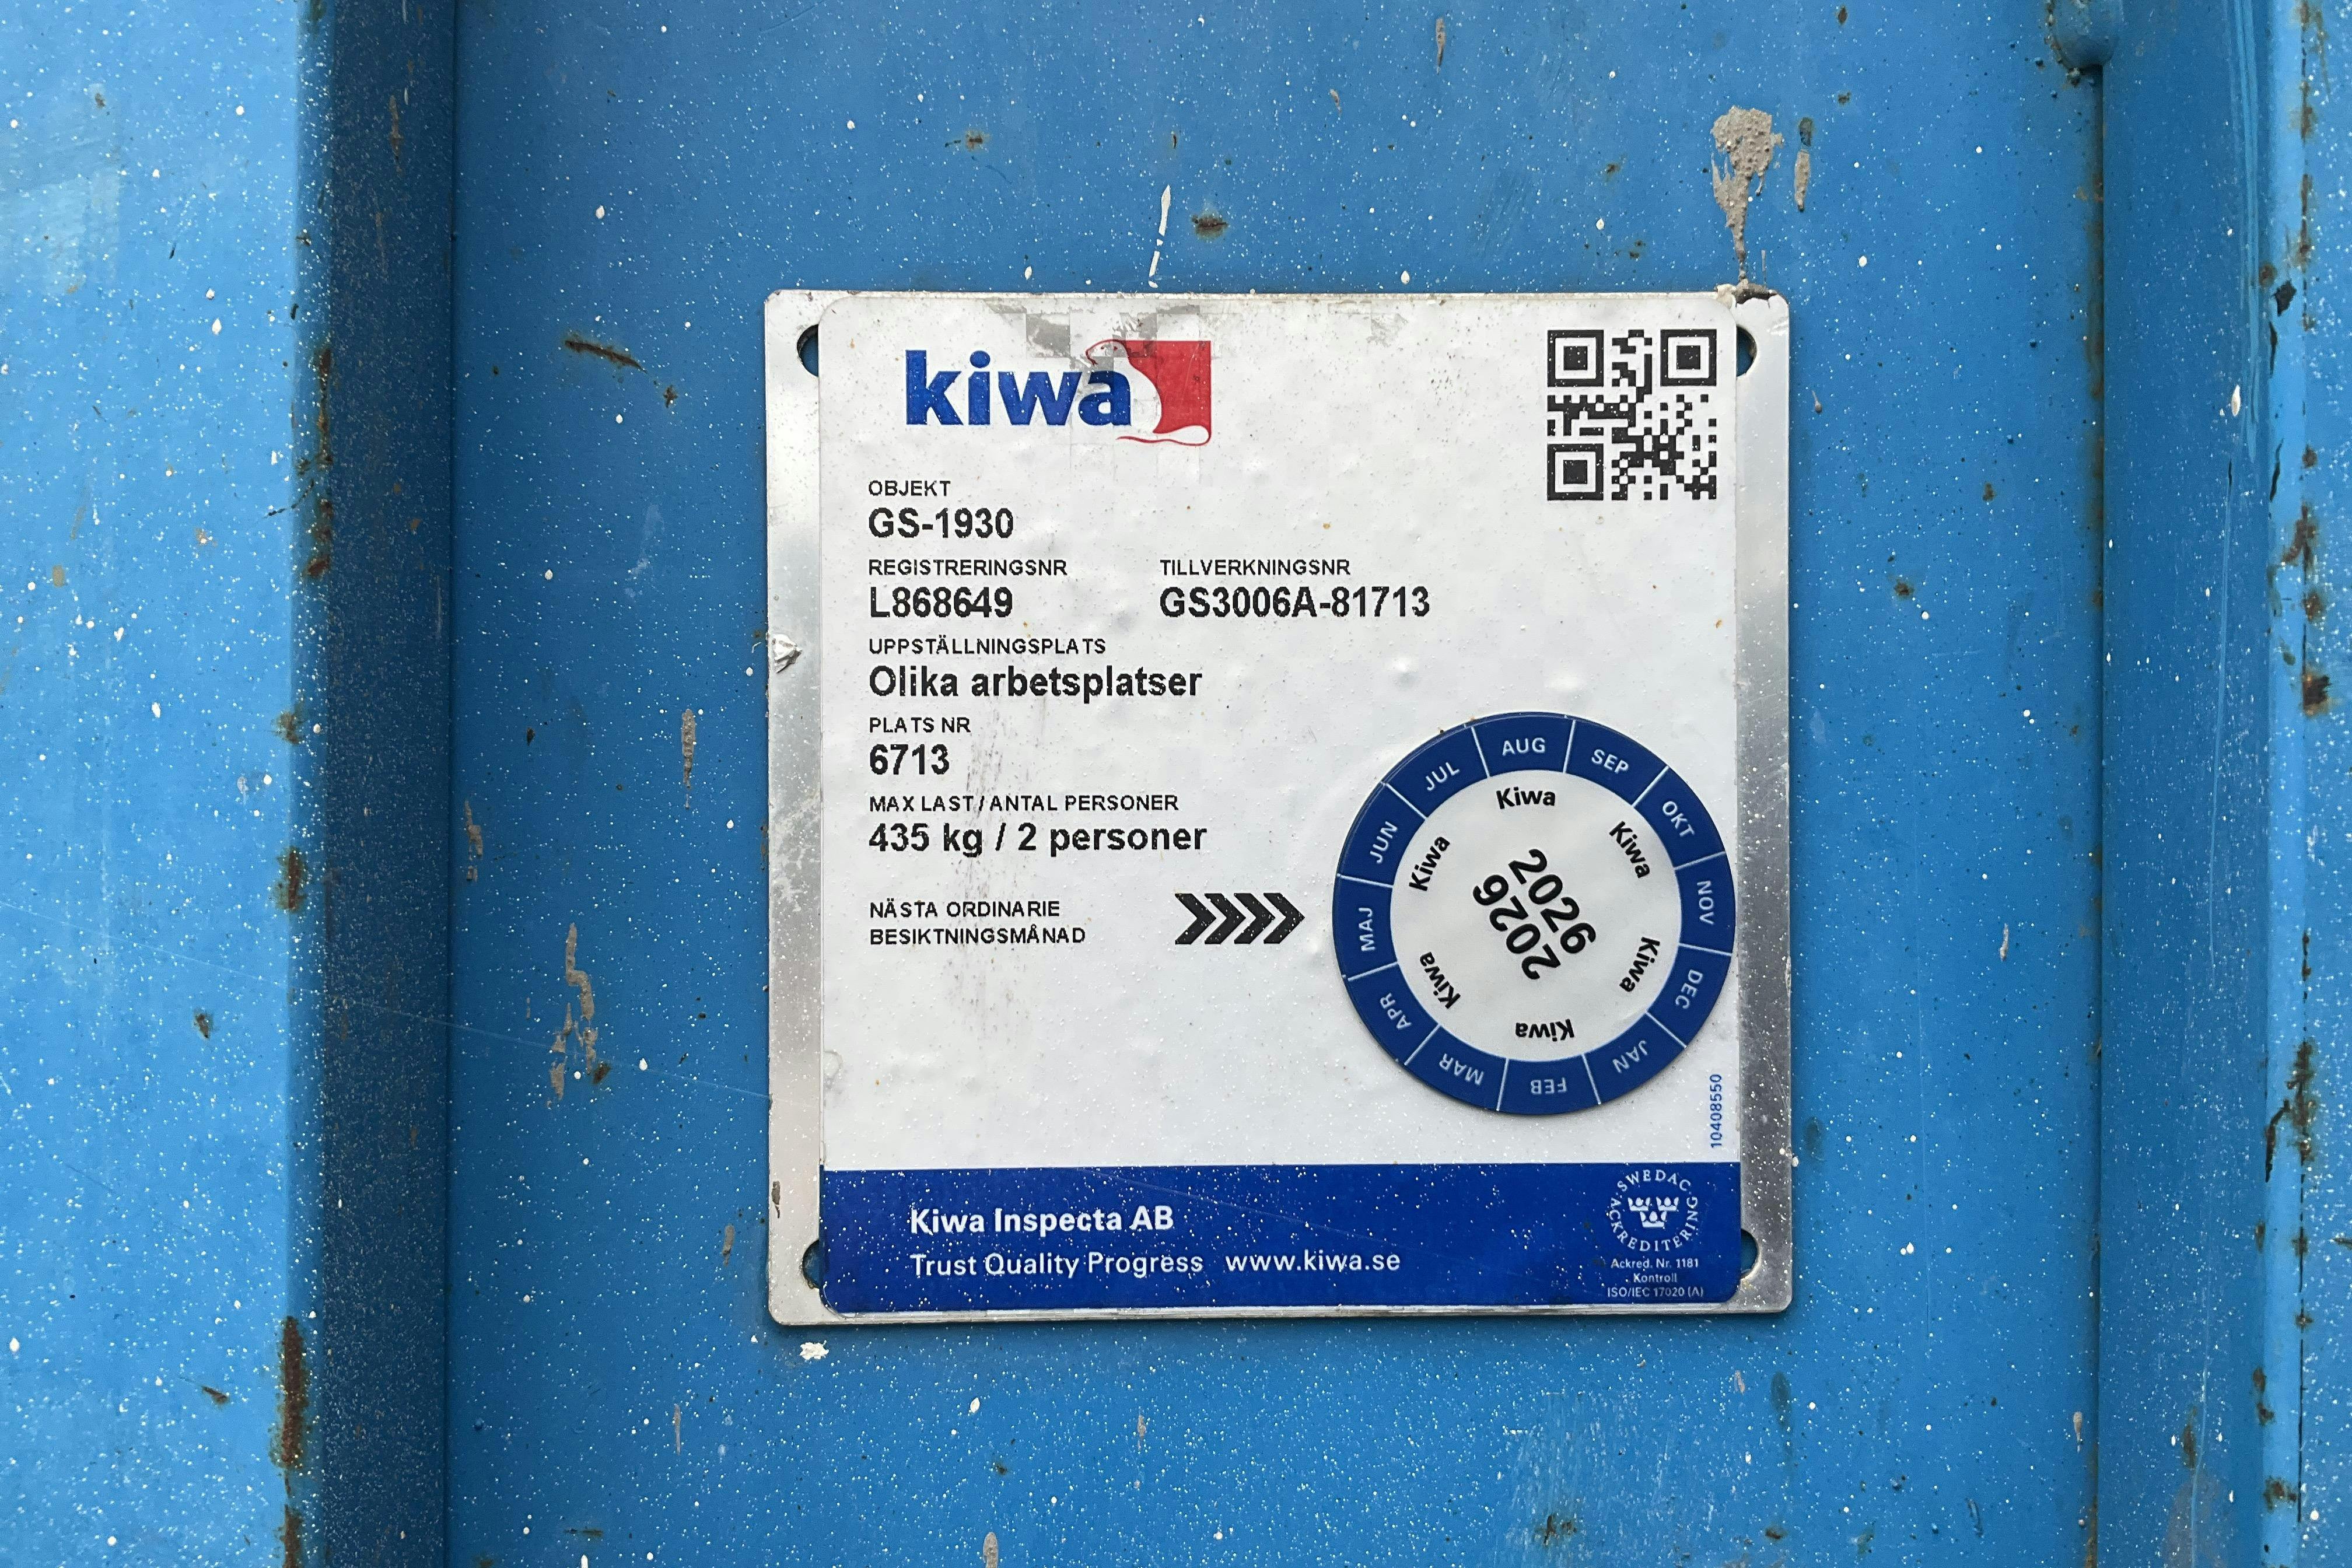 kiwa
OBJEKT
GS-1930
REGISTRERINGSNR TILLVERKNINGSNR
L868649 GS3006A-81713
UPPSTÄLLNINGSPLATS
Olika arbetsplatser
PLATS NR
6713
MAX LAST / ANTAL PERSONER
435 kg / 2 personer
NÄSTA ORDINARIE
BESIKTNINGSMÅNAD
JAN
FEB
MAR
APR
MAJ
JUN
JUL
AUG
SEP
OKT
NOV
DEC
Kiwa
Kiwa
Kiwa
Kiwa
Kiwa
Kiwa
2026
2026
10408550
Kiwa Inspecta AB
Trust Quality Progress www.kiwa.se
SWEDAC
ACKREDITERING
Ackred. Nr. 1181
Kontroll
ISO/IEC 17020 (A)